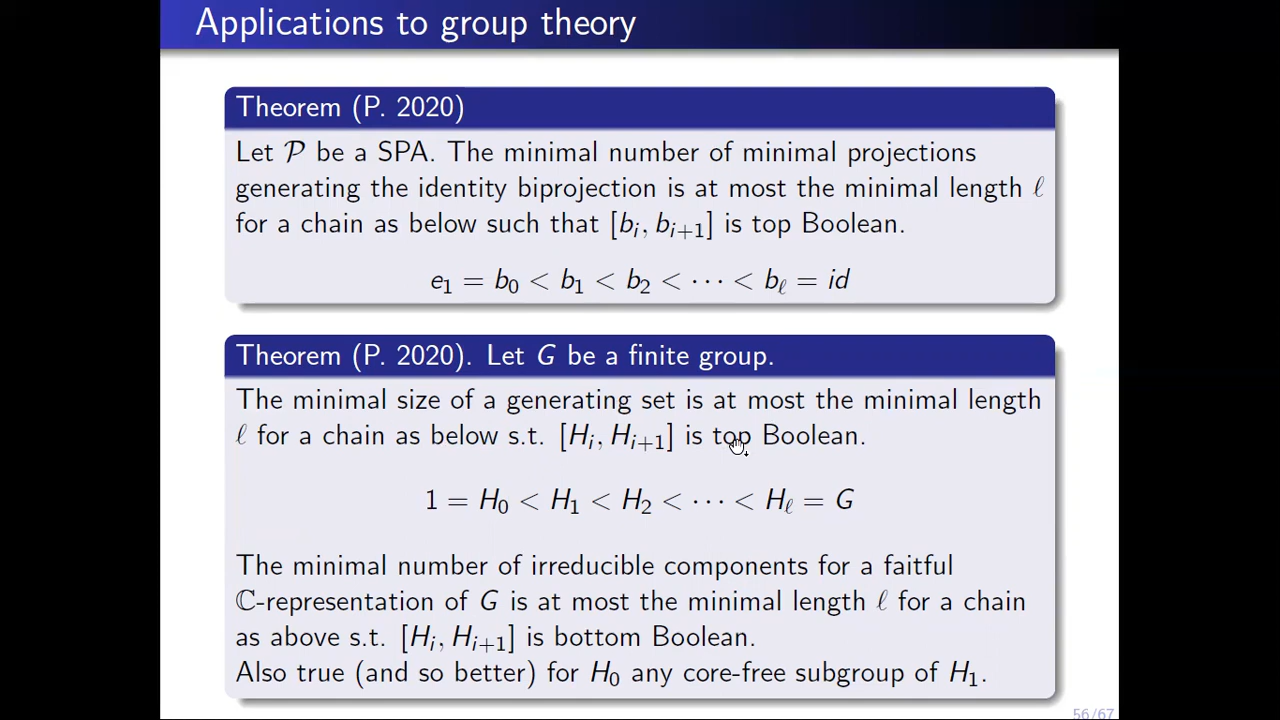 Applications to group theory
Theorem (P. 2020)
Let 𝒫 be a SPA. The minimal number of minimal projections
generating the identity biprojection is at most the minimal length ℓ
for a chain as below such that [b_i, b_{i+1}] is top Boolean.
e_1 = b_0 < b_1 < b_2 < ⋯ < b_ℓ = id
Theorem (P. 2020). Let G be a finite group.
The minimal size of a generating set is at most the minimal length
ℓ for a chain as below s.t. [H_i, H_{i+1}] is top Boolean.
1 = H_0 < H_1 < H_2 < ⋯ < H_ℓ = G
The minimal number of irreducible components for a faitful
ℂ-representation of G is at most the minimal length ℓ for a chain
as above s.t. [H_i, H_{i+1}] is bottom Boolean.
Also true (and so better) for H_0 any core-free subgroup of H_1.
56/67